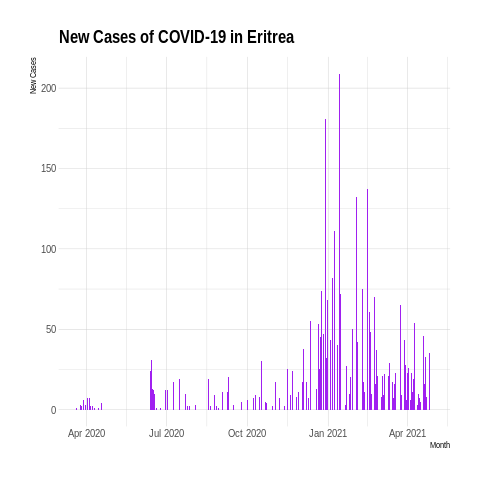 New Cases of COVID-19 in Eritrea
New Cases
200
150
100
50
0
Apr 2020 Jul 2020 Oct 2020 Jan 2021 Apr 2021
Month